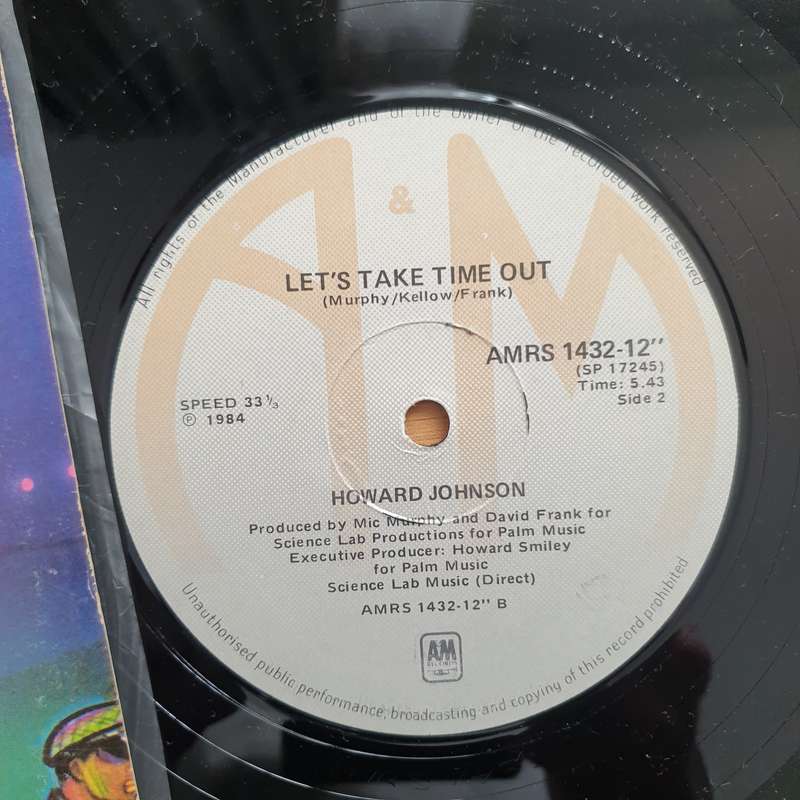 All rights of the Manufacturer and of the owner of the recorded work reserved
A&M
LET'S TAKE TIME OUT
(Murphy/Kellow/Frank)
AMRS 1432-12"
(SP 17245)
Time: 5.43
Side 2
SPEED 33⅓
℗ 1984
HOWARD JOHNSON
Produced by Mic Murphy and David Frank for
Science Lab Productions for Palm Music
Executive Producer: Howard Smiley
for Palm Music
Science Lab Music (Direct)
AMRS 1432-12" B
AM
RECORDS
Unauthorised public performance, broadcasting and copying of this record prohibited